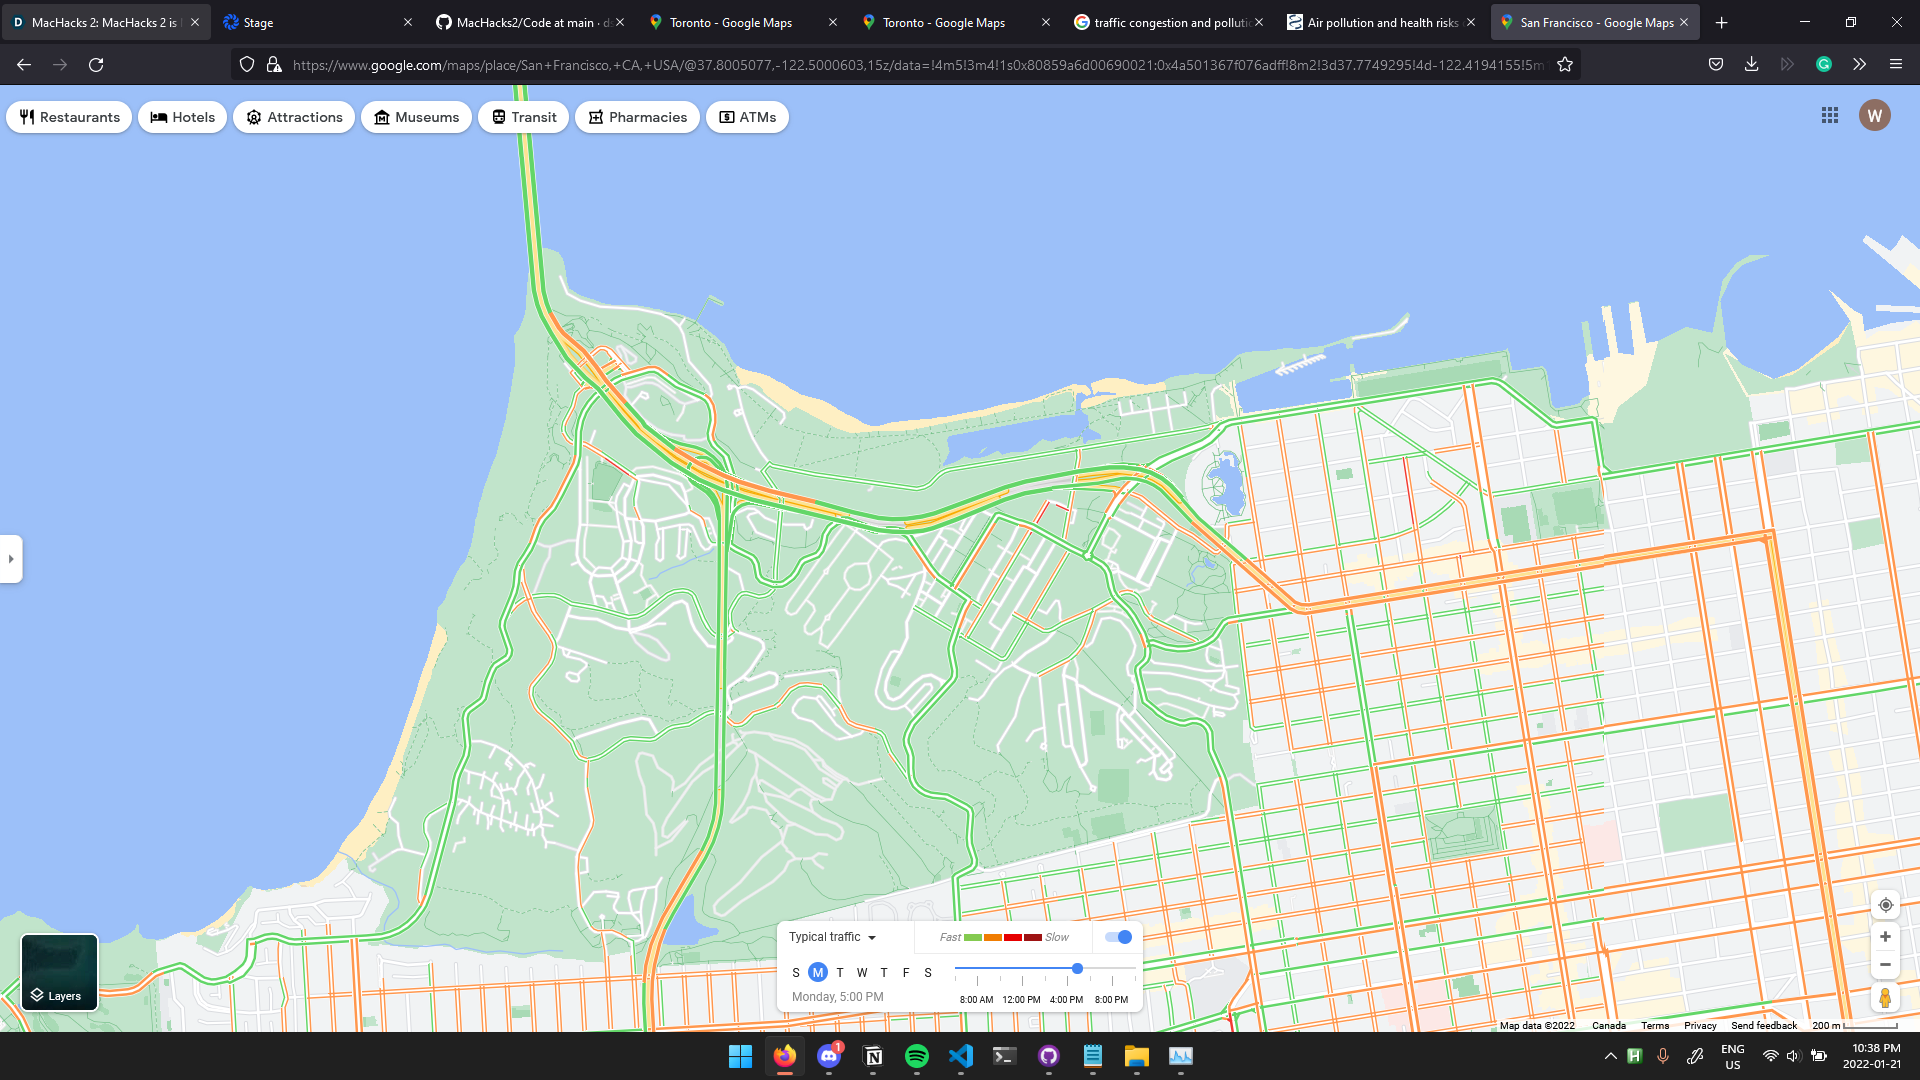 MacHacks 2: MacHacks 2 is
Stage
MacHacks2/Code at main · ds
Toronto - Google Maps
Toronto - Google Maps
traffic congestion and pollutio
Air pollution and health risks
San Francisco - Google Maps
https://www.google.com/maps/place/San+Francisco,+CA,+USA/@37.8005077,-122.5000603,15z/data=!4m5!3m4!1s0x80859a6d00690021:0x4a501367f076adff!8m2!3d37.7749295!4d-122.4194155!5m1
Restaurants
Hotels
Attractions
Museums
Transit
Pharmacies
ATMs
W
Typical traffic
Fast
Slow
S M T W T F S
Monday, 5:00 PM
8:00 AM 12:00 PM 4:00 PM 8:00 PM
Layers
Map data ©2022 Canada Terms Privacy Send feedback 200 m
1
ENG
US
10:38 PM
2022-01-21